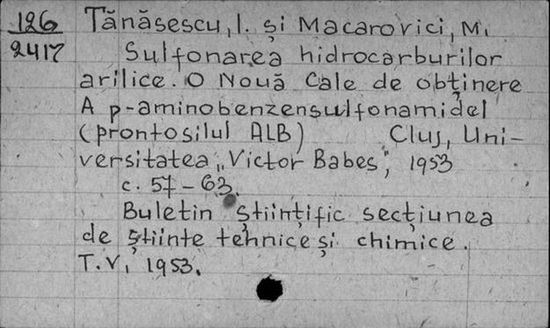 126
2417
Tănăsescu, I. și Macarovici, M.
Sulfonarea hidrocarburilor
arilice. O Nouă Cale de obținere
A p-aminobenzensulfonamidel
(prontosilul ALB) Cluj, Uni-
versitatea „Victor Babeș", 1953
c. 57-63.
Buletin științific secțiunea
de științe tehnice și chimice.
T. V, 1953.